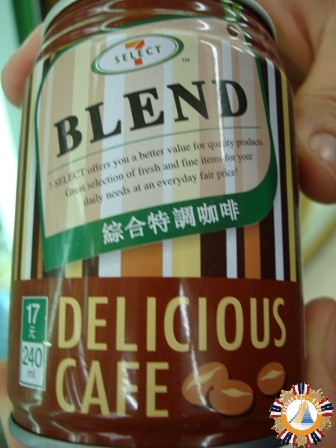 7
SELECT
TM
BLEND
7-SELECT offers you a better value for quality products.
Great selection of fresh and fine items for your
daily needs at an everyday fair price!
綜合特調咖啡
17
元
240
ml
DELICIOUS
CAFE